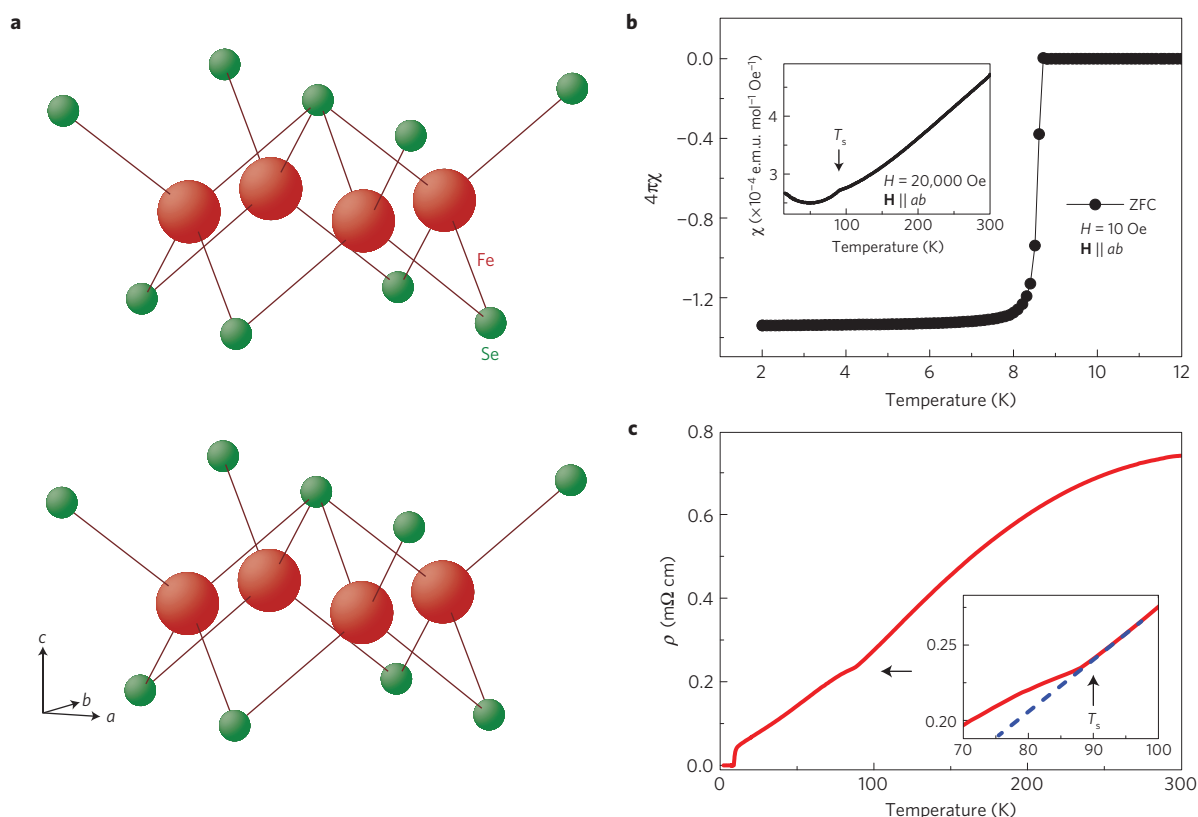 a
Fe
Se
c
b
a
b
0.0
−0.4
−0.8
−1.2
4πχ
2
4
6
8
10
12
Temperature (K)
ZFC
H = 10 Oe
H || ab
χ (×10⁻⁴ e.m.u. mol⁻¹ Oe⁻¹)
4
3
Tₛ
H = 20,000 Oe
H || ab
100
200
300
Temperature (K)
c
0.8
0.6
0.4
0.2
0.0
ρ (mΩ cm)
0
100
200
300
Temperature (K)
0.25
0.20
Tₛ
70
80
90
100